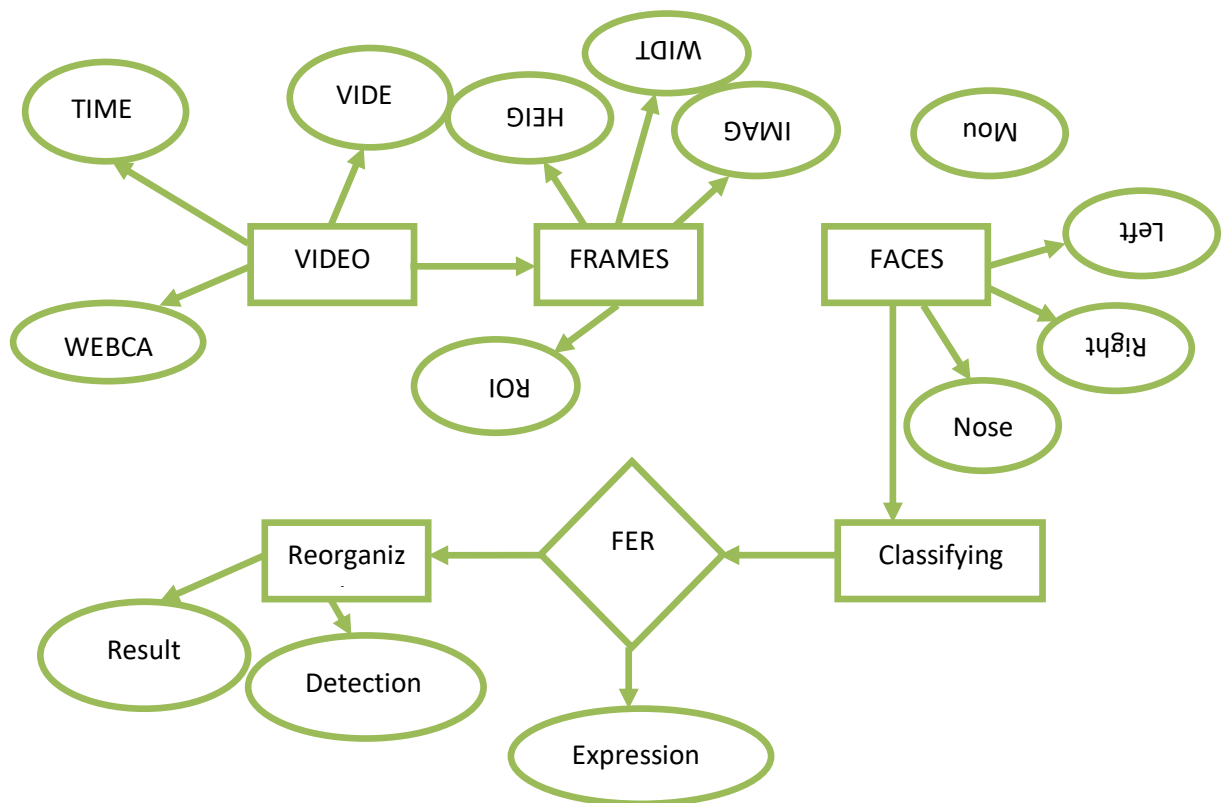 TIME
VIDE
HEIG
WIDT
IMAG
Mou
Left
Right
VIDEO
FRAMES
FACES
WEBCA
ROI
Nose
Reorganiz
FER
Classifying
Result
Detection
Expression